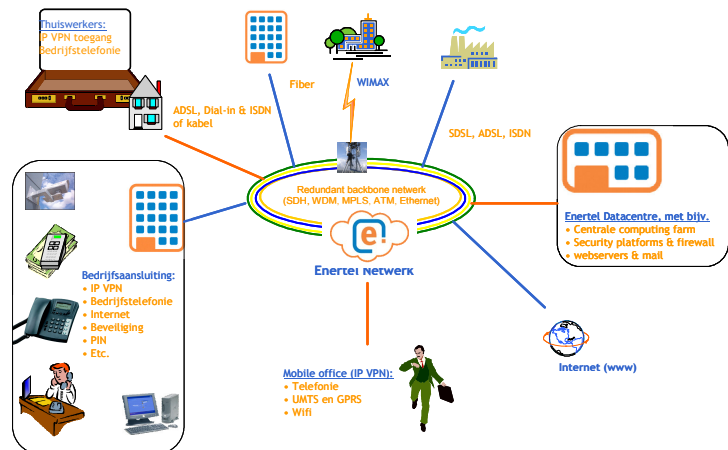 Thuiswerkers:
IP VPN toegang
Bedrijfstelefonie
Fiber
WIMAX
ADSL, Dial-in & ISDN
of kabel
SDSL, ADSL, ISDN
Redundant backbone netwerk
(SDH, WDM, MPLS, ATM, Ethernet)
e.
Enertel Netwerk
Enertel Datacentre, met bijv.
• Centrale computing farm
• Security platforms & firewall
• webservers & mail
Bedrijfsaansluiting:
• IP VPN
• Bedrijfstelefonie
• Internet
• Beveiliging
• PIN
• Etc.
Internet (www)
Mobile office (IP VPN):
• Telefonie
• UMTS en GPRS
• Wifi